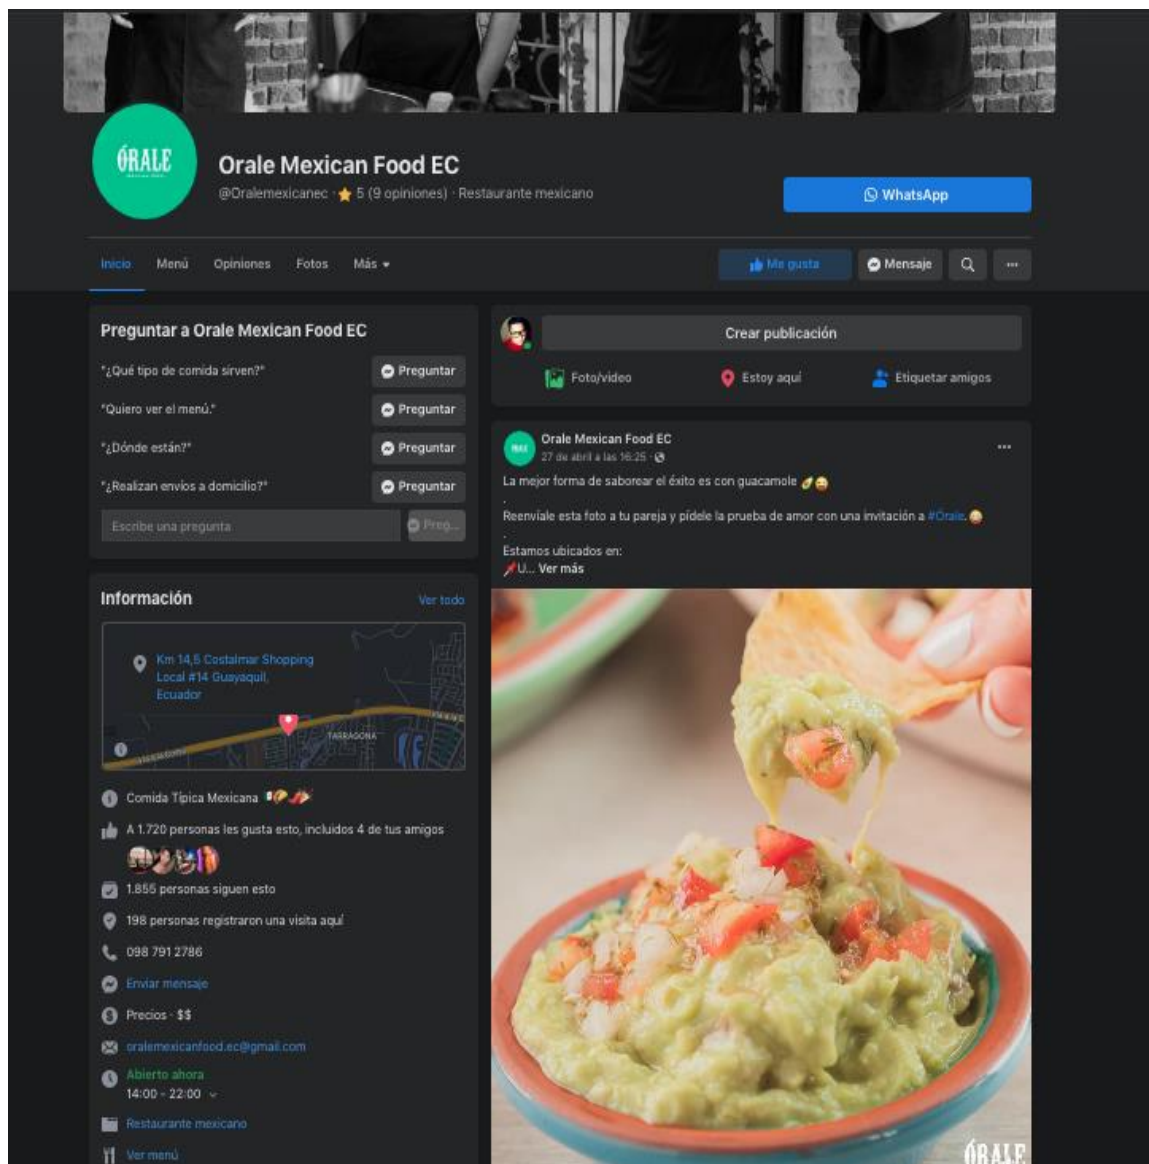 ÓRALE
Orale Mexican Food EC
@Oralemexicanec · 5 (9 opiniones) · Restaurante mexicano
WhatsApp
Inicio
Menú
Opiniones
Fotos
Más
Me gusta
Mensaje
Preguntar a Orale Mexican Food EC
"¿Qué tipo de comida sirven?"
Preguntar
"Quiero ver el menú."
Preguntar
"¿Dónde están?"
Preguntar
"¿Realizan envíos a domicilio?"
Preguntar
Escribe una pregunta
Preg...
Información
Ver todo
Km 14,5 Costalmar Shopping
Local #14 Guayaquil,
Ecuador
TARRAGONA
Comida Típica Mexicana
A 1.720 personas les gusta esto, incluidos 4 de tus amigos
1.855 personas siguen esto
198 personas registraron una visita aquí
098 791 2786
Enviar mensaje
Precios · $$
oralemexicanfood.ec@gmail.com
Abierto ahora
14:00 - 22:00
Restaurante mexicano
Ver menú
Crear publicación
Foto/video
Estoy aquí
Etiquetar amigos
Orale Mexican Food EC
27 de abril a las 16:25 ·
La mejor forma de saborear el éxito es con guacamole
.
Reenvíale esta foto a tu pareja y pídele la prueba de amor con una invitación a #Órale.
.
Estamos ubicados en:
U... Ver más
ÓRALE